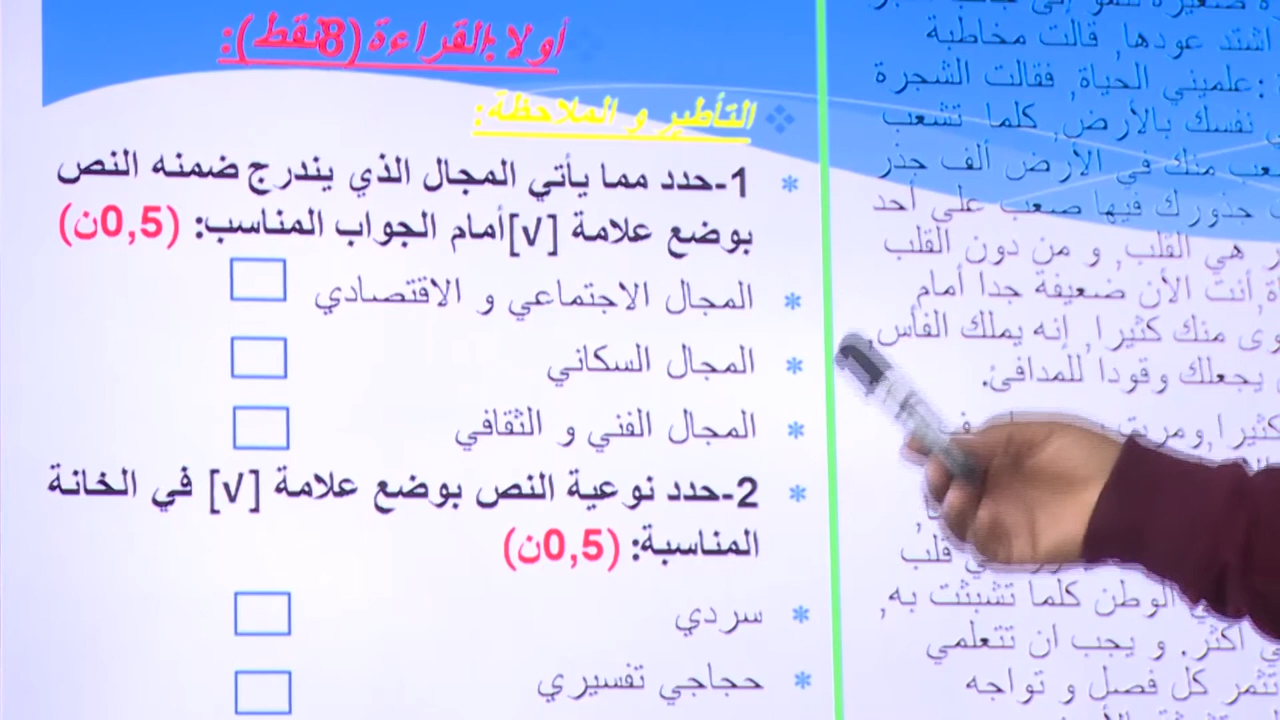 أولا :القراءة (8نقط):
التأطير و الملاحظة:
1-حدد مما يأتي المجال الذي يندرج ضمنه النص
بوضع علامة [√]أمام الجواب المناسب: (0,5ن)
المجال الاجتماعي و الاقتصادي
المجال السكاني
المجال الفني و الثقافي
2-حدد نوعية النص بوضع علامة [√] في الخانة
المناسبة: (0,5ن)
سردي
حجاجي تفسيري
اشتد عودها, قالت مخاطبة
: علميني الحياة, فقالت الشجرة
نفسك بالأرض, كلما تشعب
منك في الأرض ألف جذر
جذورك فيها صعب على أحد
هي القلب, و من دون القلب
أنت الأن ضعيفة جدا أمام
منك كثيرا, إنه يملك الفأس,
يجعلك وقودا للمدافئ.
كثيرا,
قلب
الوطن كلما تشبثت به,
أكثر. و يجب ان تتعلمي
كل فصل و تواجه